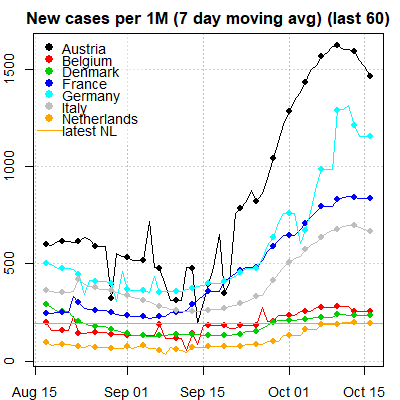 New cases per 1M (7 day moving avg) (last 60)
Austria
Belgium
Denmark
France
Germany
Italy
Netherlands
latest NL
1500
1000
500
0
Aug 15
Sep 01
Sep 15
Oct 01
Oct 15